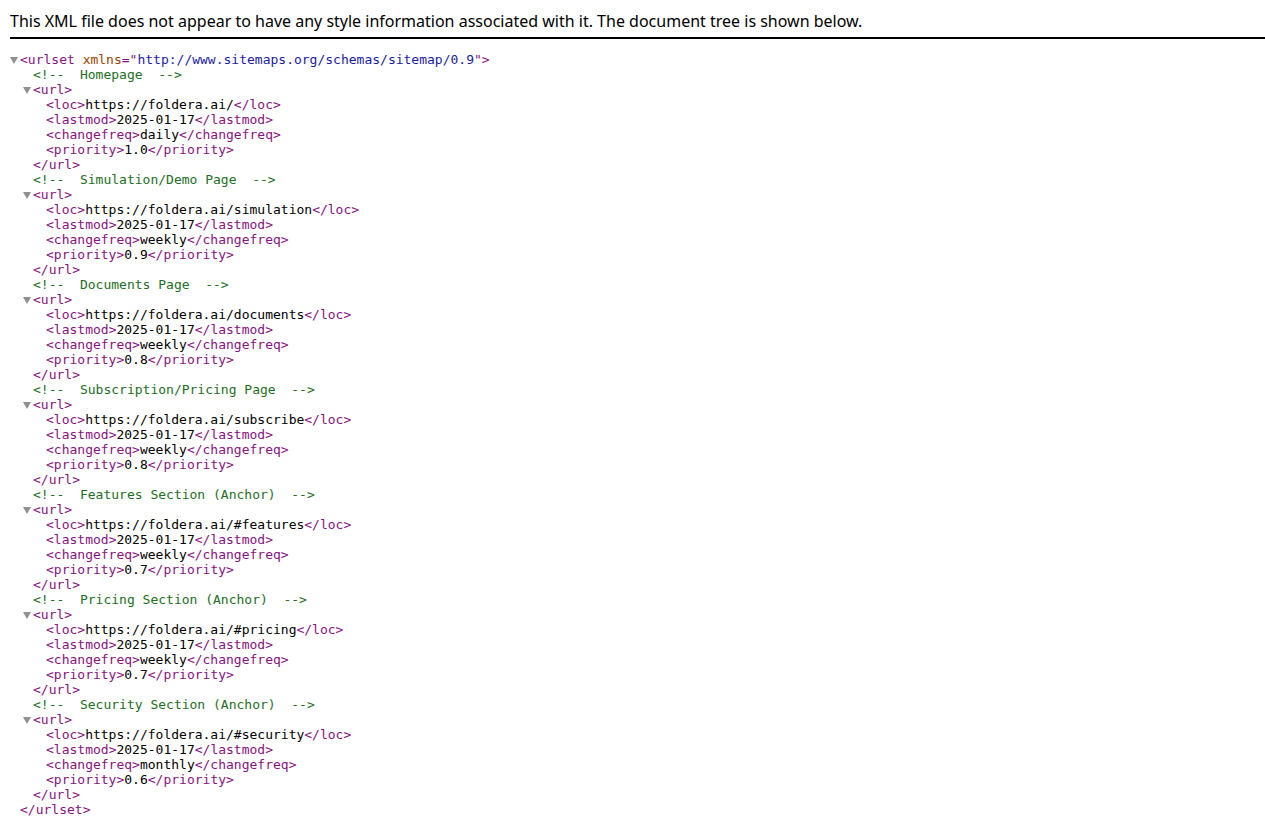 This XML file does not appear to have any style information associated with it. The document tree is shown below.
<urlset xmlns="http://www.sitemaps.org/schemas/sitemap/0.9">
<!-- Homepage -->
<url>
<loc>https://foldera.ai/</loc>
<lastmod>2025-01-17</lastmod>
<changefreq>daily</changefreq>
<priority>1.0</priority>
</url>
<!-- Simulation/Demo Page -->
<url>
<loc>https://foldera.ai/simulation</loc>
<lastmod>2025-01-17</lastmod>
<changefreq>weekly</changefreq>
<priority>0.9</priority>
</url>
<!-- Documents Page -->
<url>
<loc>https://foldera.ai/documents</loc>
<lastmod>2025-01-17</lastmod>
<changefreq>weekly</changefreq>
<priority>0.8</priority>
</url>
<!-- Subscription/Pricing Page -->
<url>
<loc>https://foldera.ai/subscribe</loc>
<lastmod>2025-01-17</lastmod>
<changefreq>weekly</changefreq>
<priority>0.8</priority>
</url>
<!-- Features Section (Anchor) -->
<url>
<loc>https://foldera.ai/#features</loc>
<lastmod>2025-01-17</lastmod>
<changefreq>weekly</changefreq>
<priority>0.7</priority>
</url>
<!-- Pricing Section (Anchor) -->
<url>
<loc>https://foldera.ai/#pricing</loc>
<lastmod>2025-01-17</lastmod>
<changefreq>weekly</changefreq>
<priority>0.7</priority>
</url>
<!-- Security Section (Anchor) -->
<url>
<loc>https://foldera.ai/#security</loc>
<lastmod>2025-01-17</lastmod>
<changefreq>monthly</changefreq>
<priority>0.6</priority>
</url>
</urlset>